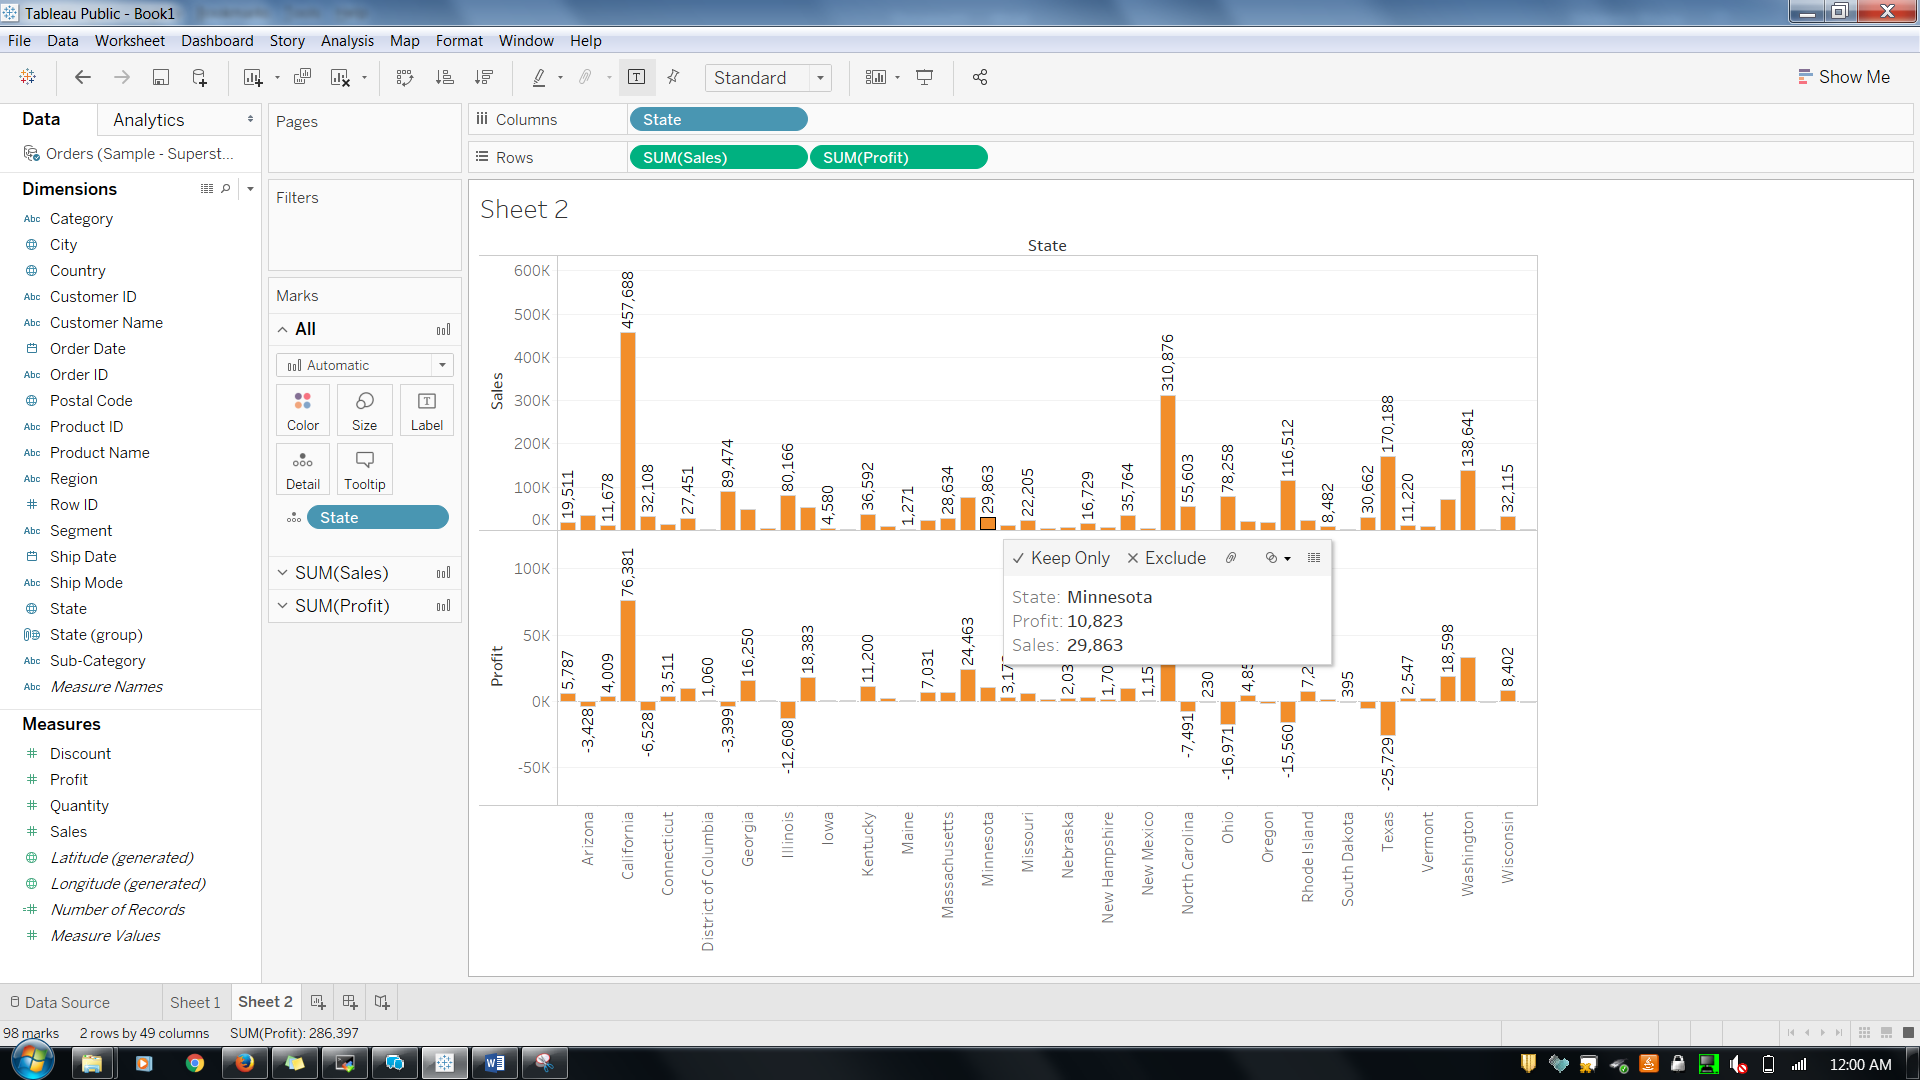 Tableau Public - Book1
File Data Worksheet Dashboard Story Analysis Map Format Window Help
Standard
Show Me
Data Analytics
Orders (Sample - Superst...
Dimensions
Abc Category
City
Country
Abc Customer ID
Abc Customer Name
Order Date
Abc Order ID
Postal Code
Abc Product ID
Abc Product Name
Abc Region
Row ID
Abc Segment
Ship Date
Abc Ship Mode
State
State (group)
Abc Sub-Category
Abc Measure Names
Measures
Discount
Profit
Quantity
Sales
Latitude (generated)
Longitude (generated)
Number of Records
Measure Values
Pages
Filters
Marks
All
Automatic
Color Size Label
Detail Tooltip
State
SUM(Sales)
SUM(Profit)
Columns State
Rows SUM(Sales) SUM(Profit)
Sheet 2
State
Sales
600K
500K
400K
300K
200K
100K
0K
19,511
11,678
457,688
32,108
27,451
89,474
80,166
4,580
36,592
1,271
28,634
29,863
22,205
16,729
35,764
310,876
55,603
78,258
116,512
8,482
30,662
170,188
11,220
138,641
32,115
Keep Only Exclude
State: Minnesota
Profit: 10,823
Sales: 29,863
Profit
100K
50K
0K
-50K
5,787
-3,428
4,009
76,381
-6,528
3,511
1,060
-3,399
16,250
-12,608
18,383
11,200
7,031
24,463
-7,491
230
-16,971
-15,560
395
-25,729
2,547
18,598
8,402
Arizona
California
Connecticut
District of Columbia
Georgia
Illinois
Iowa
Kentucky
Maine
Massachusetts
Minnesota
Missouri
Nebraska
New Hampshire
New Mexico
North Carolina
Ohio
Oregon
Rhode Island
South Dakota
Texas
Vermont
Washington
Wisconsin
Data Source Sheet 1 Sheet 2
98 marks 2 rows by 49 columns SUM(Profit): 286,397
12:00 AM